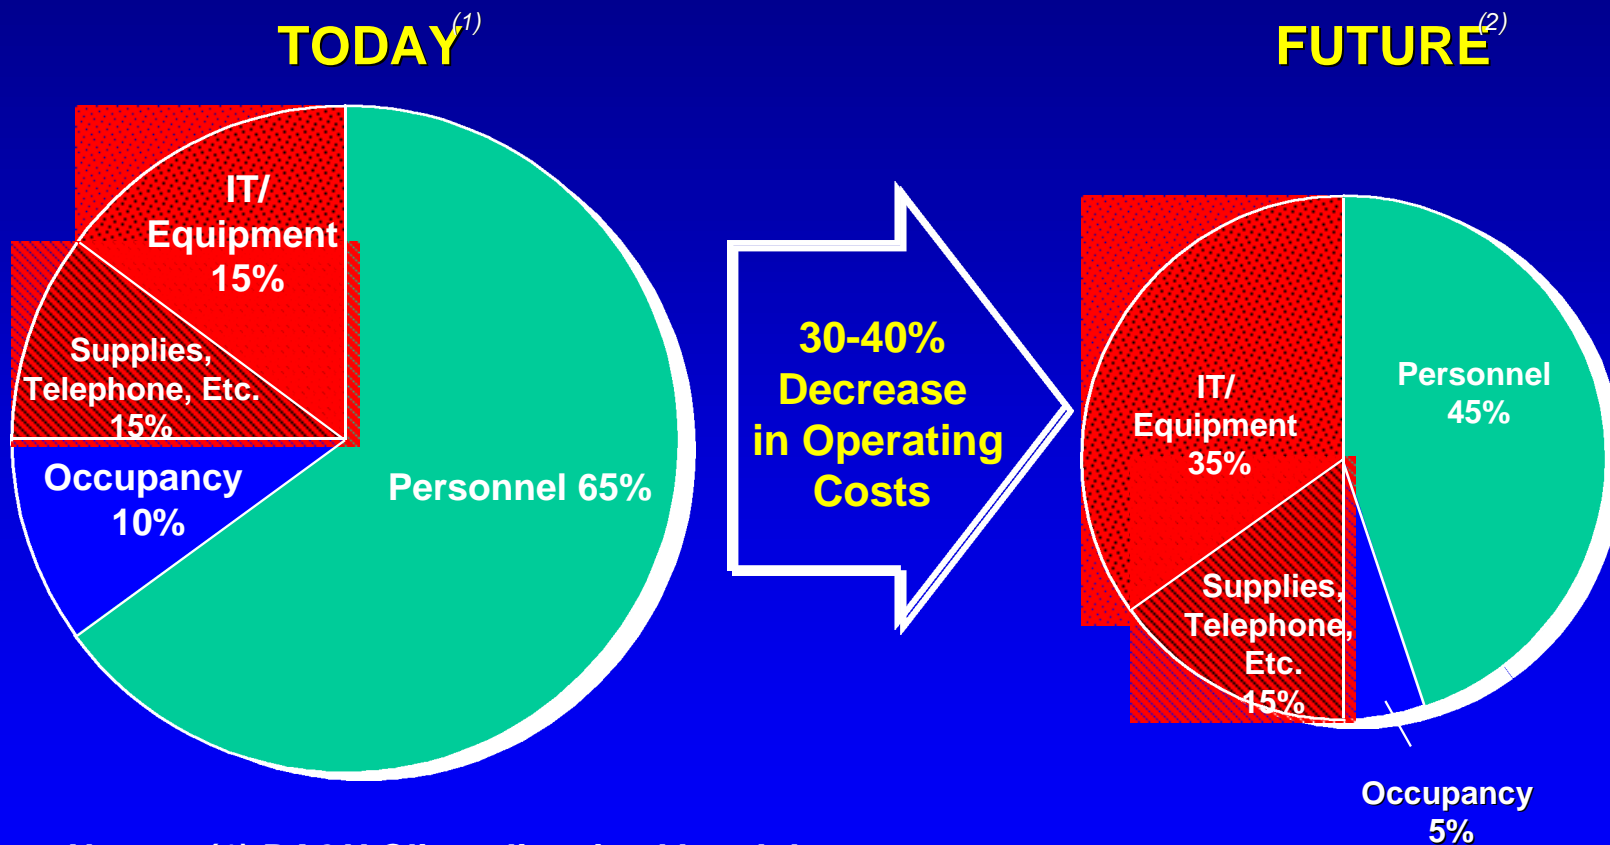 TODAY(1)
FUTURE(2)
IT/
Equipment
15%
Supplies,
Telephone, Etc.
15%
Occupancy
10%
Personnel 65%
30-40%
Decrease
in Operating
Costs
IT/
Equipment
35%
Personnel
45%
Supplies,
Telephone,
Etc.
15%
Occupancy
5%